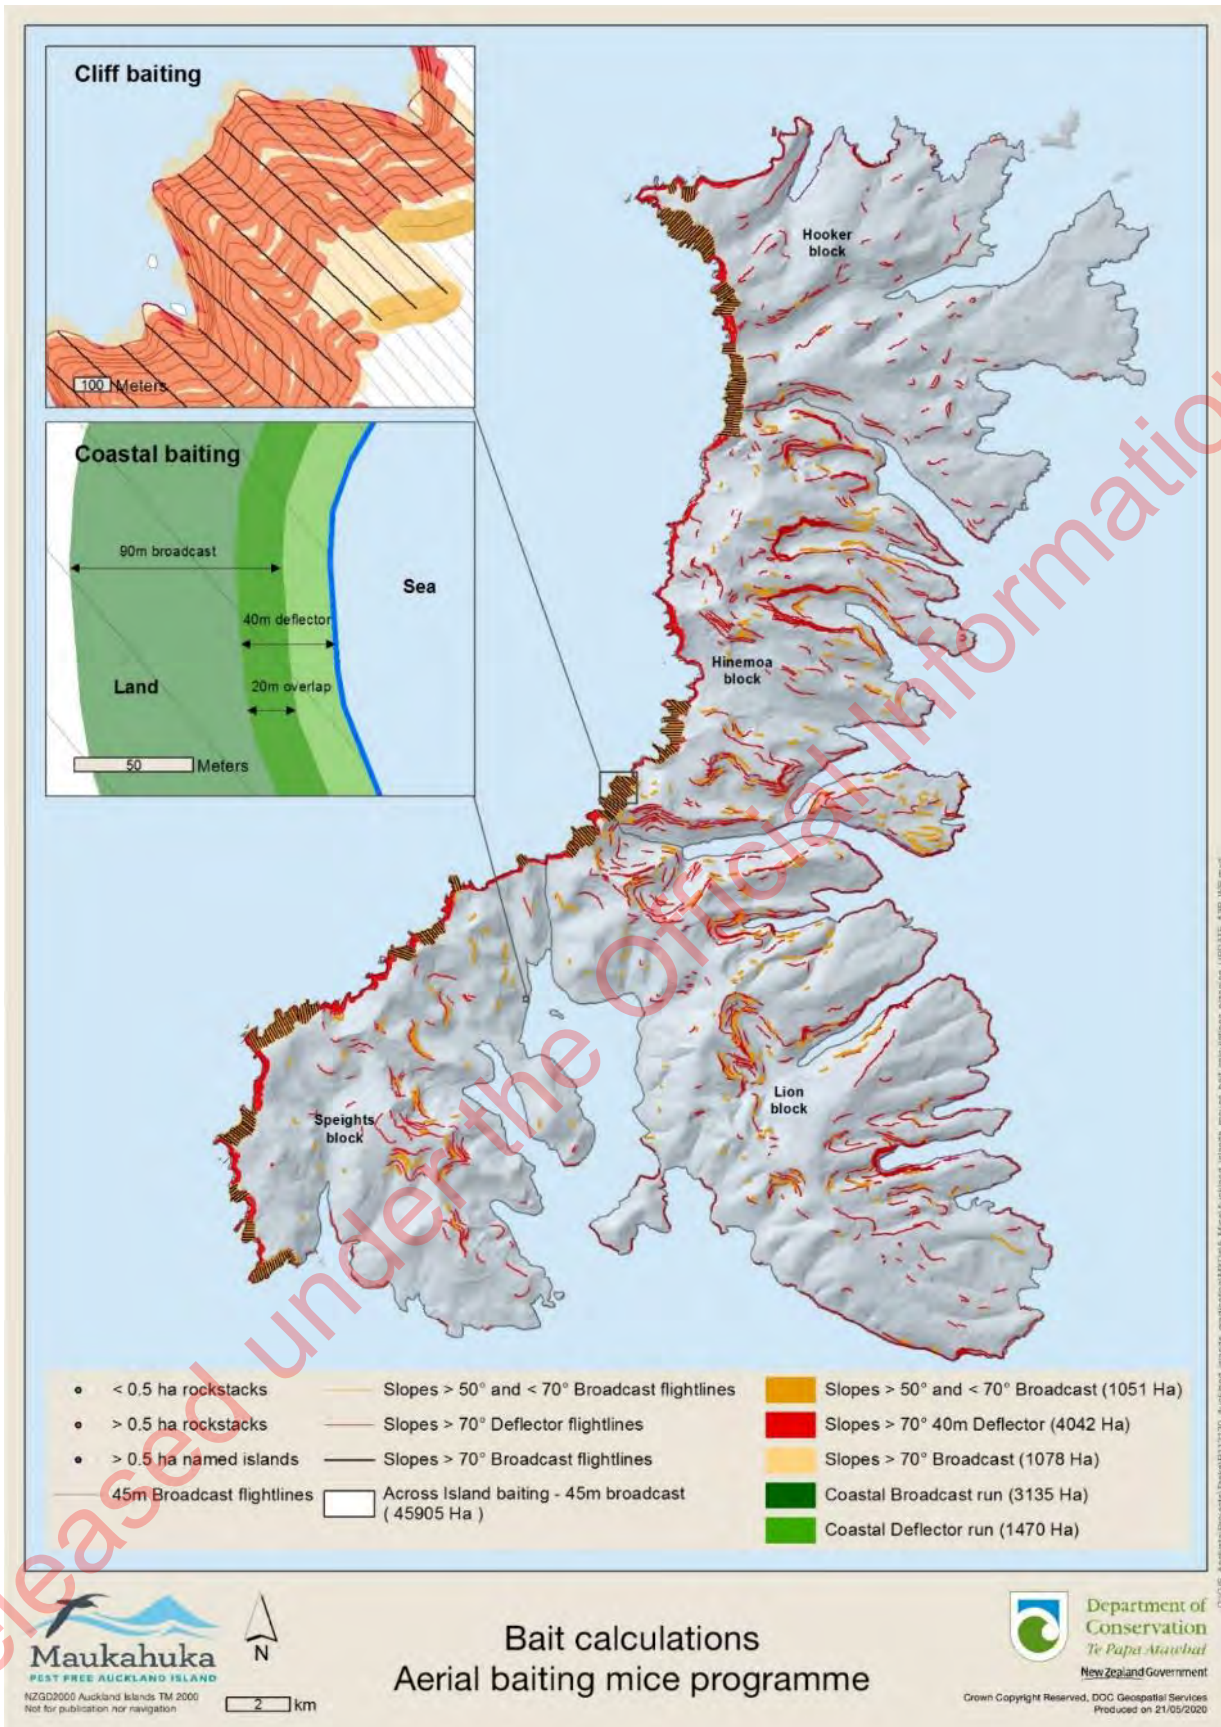 Cliff baiting
100 Meters
Coastal baiting
90m broadcast
40m deflector
20m overlap
Land
Sea
50 Meters
Hooker
block
Hinemoa
block
Lion
block
Speights
block
Released under the Official Information
< 0.5 ha rockstacks
> 0.5 ha rockstacks
> 0.5 ha named islands
45m Broadcast flightlines
Slopes > 50° and < 70° Broadcast flightlines
Slopes > 70° Deflector flightlines
Slopes > 70° Broadcast flightlines
Across Island baiting - 45m broadcast
( 45905 Ha )
Slopes > 50° and < 70° Broadcast (1051 Ha)
Slopes > 70° 40m Deflector (4042 Ha)
Slopes > 70° Broadcast (1078 Ha)
Coastal Broadcast run (3135 Ha)
Coastal Deflector run (1470 Ha)
Maukahuka
PEST FREE AUCKLAND ISLAND
NZGD2000 Auckland Islands TM 2000
Not for publication nor navigation
N
2 km
Bait calculations
Aerial baiting mice programme
Department of
Conservation
Te Papa Atawhai
New Zealand Government
Crown Copyright Reserved, DOC Geospatial Services
Produced on 21/05/2020